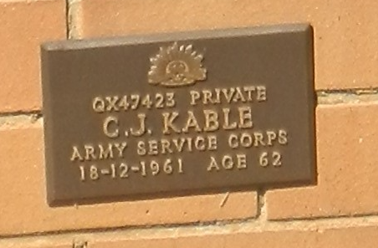 QX47423 PRIVATE
C.J. KABLE
ARMY SERVICE CORPS
18-12-1961 AGE 62